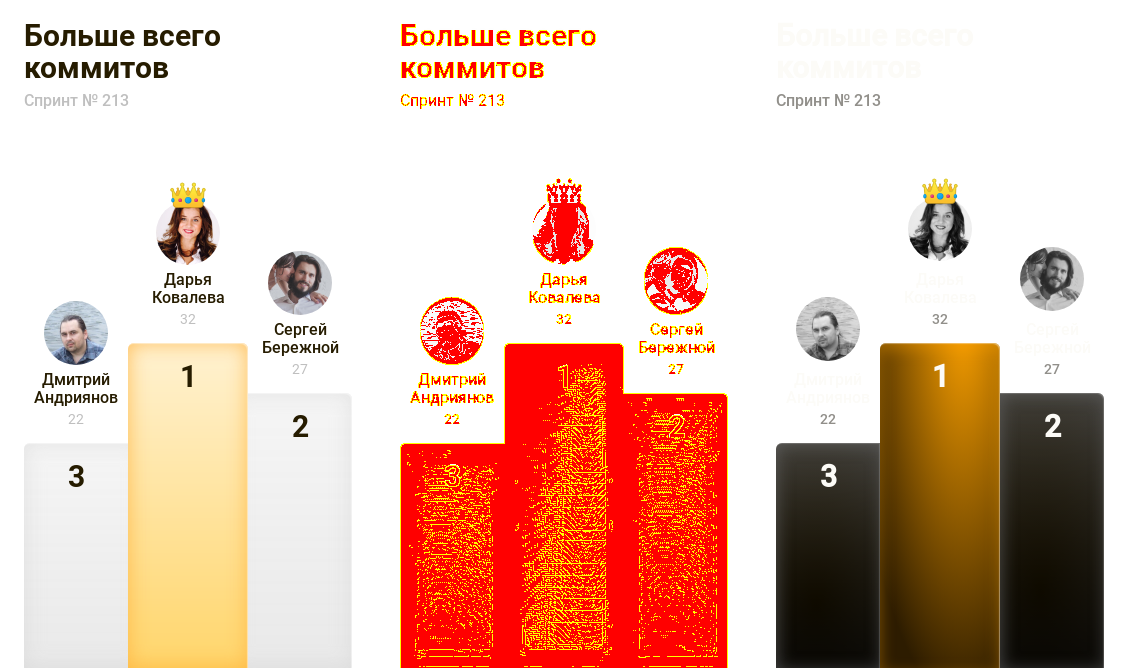 Больше всего
коммитов
Спринт № 213
Дарья
Ковалева
32
Сергей
Бережной
27
Дмитрий
Андриянов
22
1
2
3
Больше всего
коммитов
Спринт № 213
Дарья
Ковалева
32
Сергей
Бережной
27
Дмитрий
Андриянов
22
1
2
3
Больше всего
коммитов
Спринт № 213
Дарья
Ковалева
32
Сергей
Бережной
27
Дмитрий
Андриянов
22
1
2
3